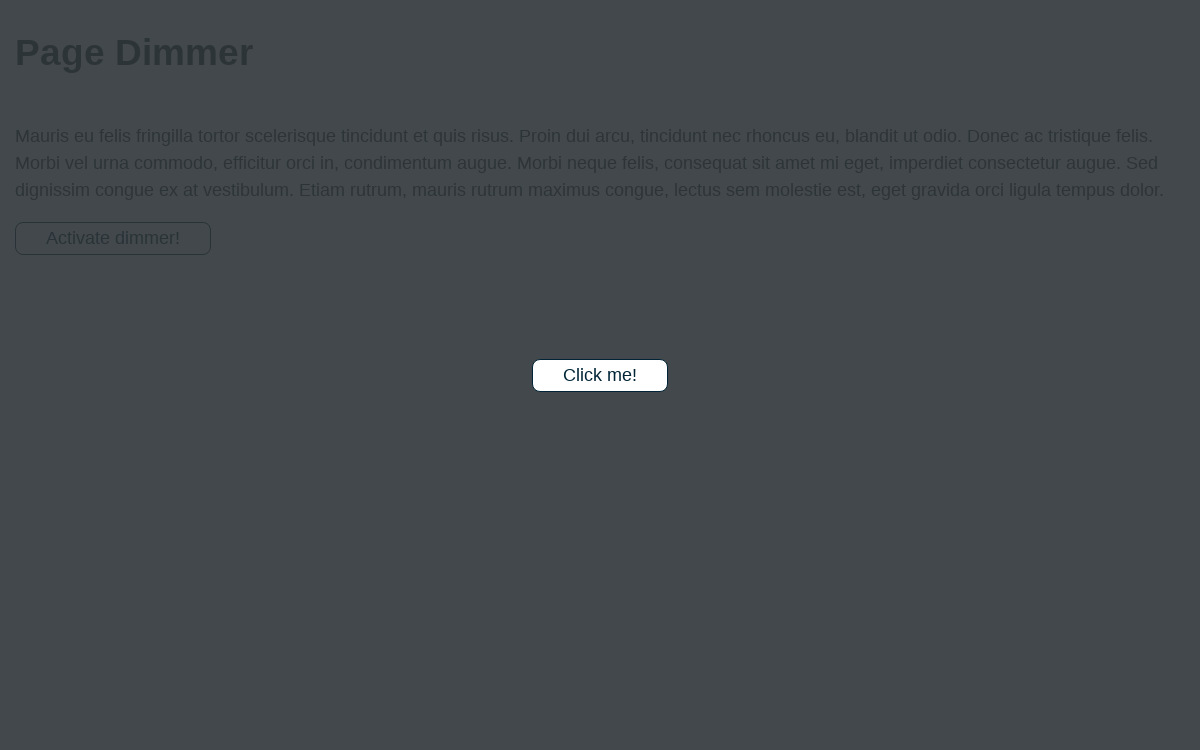 Page Dimmer
Mauris eu felis fringilla tortor scelerisque tincidunt et quis risus. Proin dui arcu, tincidunt nec rhoncus eu, blandit ut odio. Donec ac tristique felis.
Morbi vel urna commodo, efficitur orci in, condimentum augue. Morbi neque felis, consequat sit amet mi eget, imperdiet consectetur augue. Sed
dignissim congue ex at vestibulum. Etiam rutrum, mauris rutrum maximus congue, lectus sem molestie est, eget gravida orci ligula tempus dolor.
Activate dimmer!
Click me!